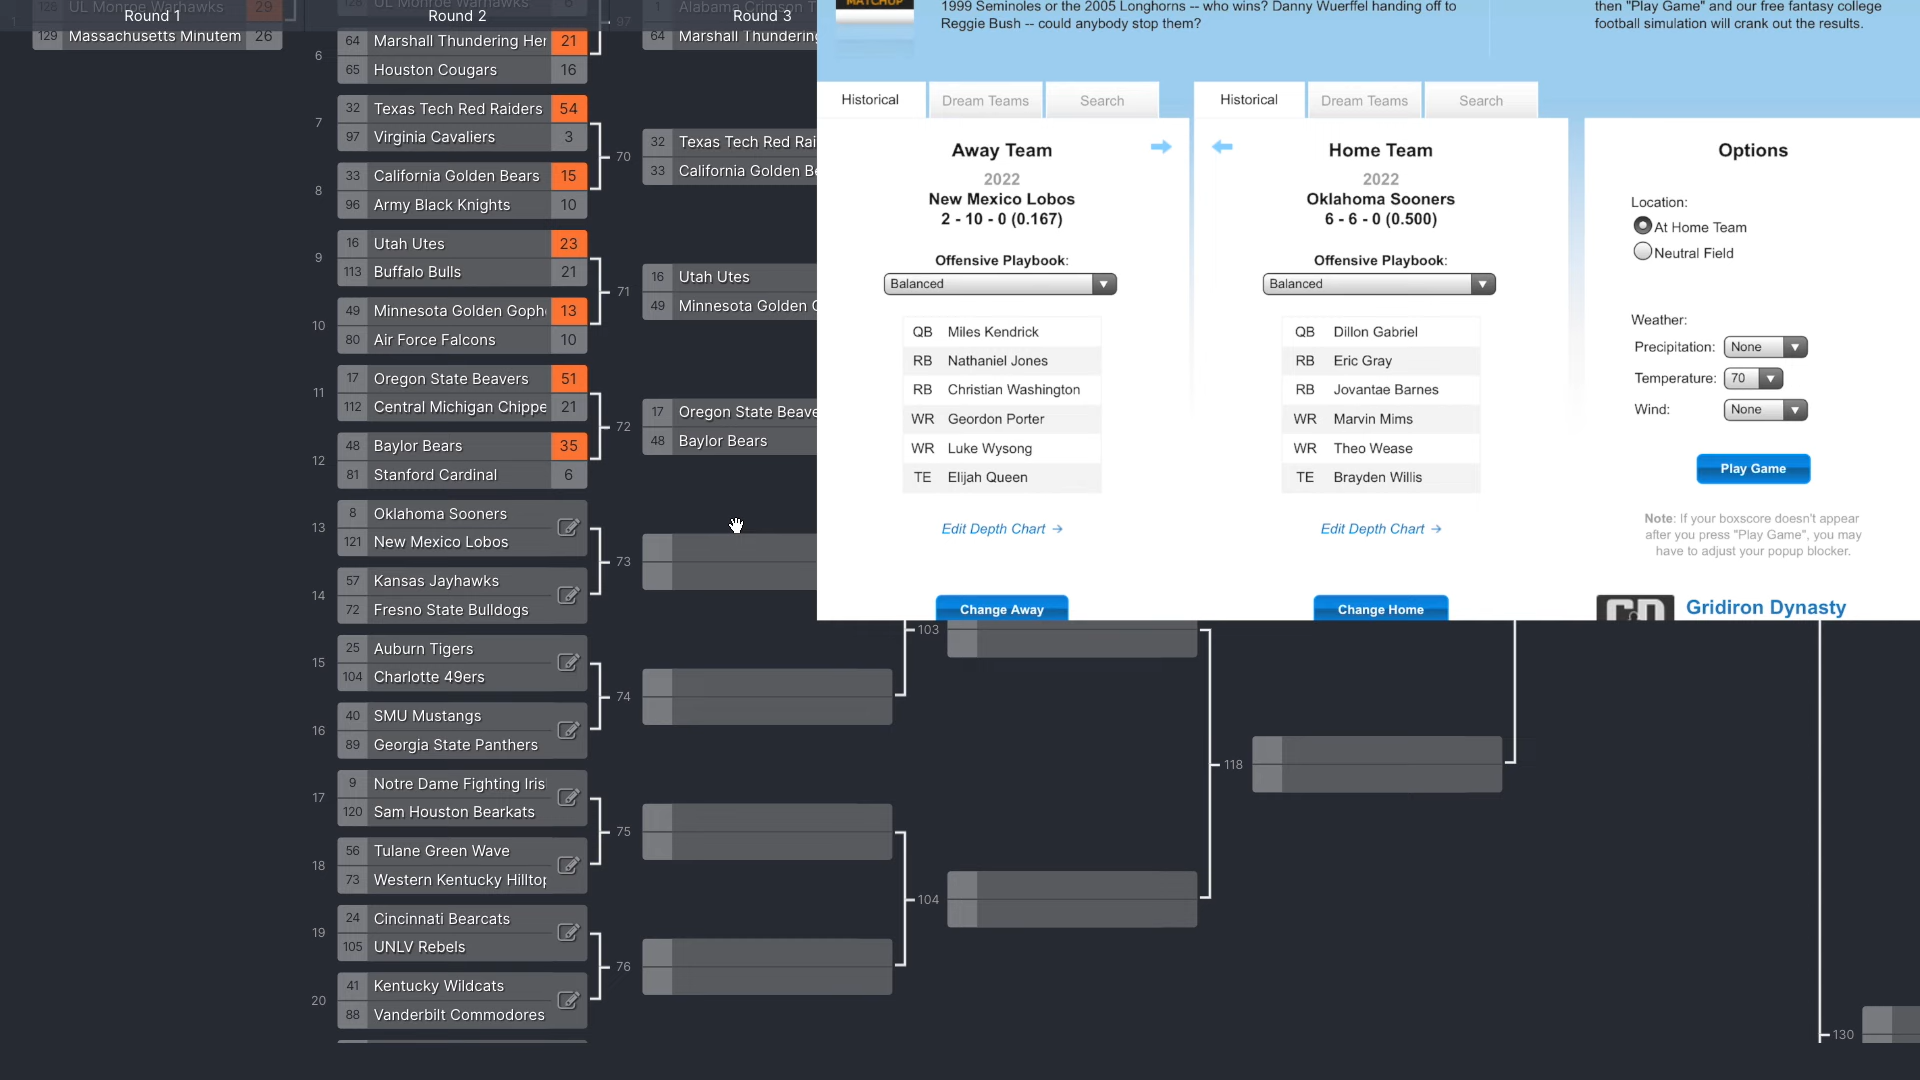 Round 1
Round 2
Round 3
UL Monroe Warhawks 29
129 Massachusetts Minutem 26
UL Monroe Warhawks
6
64 Marshall Thundering Her 21
65 Houston Cougars 16
7
32 Texas Tech Red Raiders 54
97 Virginia Cavaliers 3
8
33 California Golden Bears 15
96 Army Black Knights 10
9
16 Utah Utes 23
113 Buffalo Bulls 21
10
49 Minnesota Golden Goph 13
80 Air Force Falcons 10
11
17 Oregon State Beavers 51
112 Central Michigan Chippe 21
12
48 Baylor Bears 35
81 Stanford Cardinal 6
13
8 Oklahoma Sooners
121 New Mexico Lobos
14
57 Kansas Jayhawks
72 Fresno State Bulldogs
15
25 Auburn Tigers
104 Charlotte 49ers
16
40 SMU Mustangs
89 Georgia State Panthers
17
9 Notre Dame Fighting Iris
120 Sam Houston Bearkats
18
56 Tulane Green Wave
73 Western Kentucky Hilltop
19
24 Cincinnati Bearcats
105 UNLV Rebels
20
41 Kentucky Wildcats
88 Vanderbilt Commodores
97
1 Alabama Crimson T
64 Marshall Thundering
70
32 Texas Tech Red Rai
33 California Golden Be
71
16 Utah Utes
49 Minnesota Golden G
72
17 Oregon State Beave
48 Baylor Bears
73
74
75
76
103
104
118
130
MATCHUP
1999 Seminoles or the 2005 Longhorns -- who wins? Danny Wuerffel handing off to
Reggie Bush -- could anybody stop them?
then "Play Game" and our free fantasy college
football simulation will crank out the results.
Historical
Dream Teams
Search
Away Team
2022
New Mexico Lobos
2 - 10 - 0 (0.167)
Offensive Playbook:
Balanced
QB Miles Kendrick
RB Nathaniel Jones
RB Christian Washington
WR Geordon Porter
WR Luke Wysong
TE Elijah Queen
Edit Depth Chart →
Change Away
Historical
Dream Teams
Search
Home Team
2022
Oklahoma Sooners
6 - 6 - 0 (0.500)
Offensive Playbook:
Balanced
QB Dillon Gabriel
RB Eric Gray
RB Jovantae Barnes
WR Marvin Mims
WR Theo Wease
TE Brayden Willis
Edit Depth Chart →
Change Home
Options
Location:
At Home Team
Neutral Field
Weather:
Precipitation: None
Temperature: 70
Wind: None
Play Game
Note: If your boxscore doesn't appear
after you press "Play Game", you may
have to adjust your popup blocker.
Gridiron Dynasty